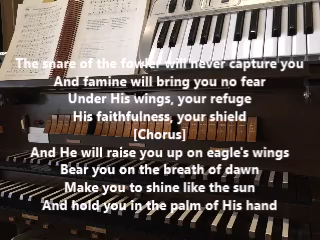 The snare of the fowler will never capture you
And famine will bring you no fear
Under His wings, your refuge
His faithfulness, your shield
[Chorus]
And He will raise you up on eagle's wings
Bear you on the breath of dawn
Make you to shine like the sun
And hold you in the palm of His hand